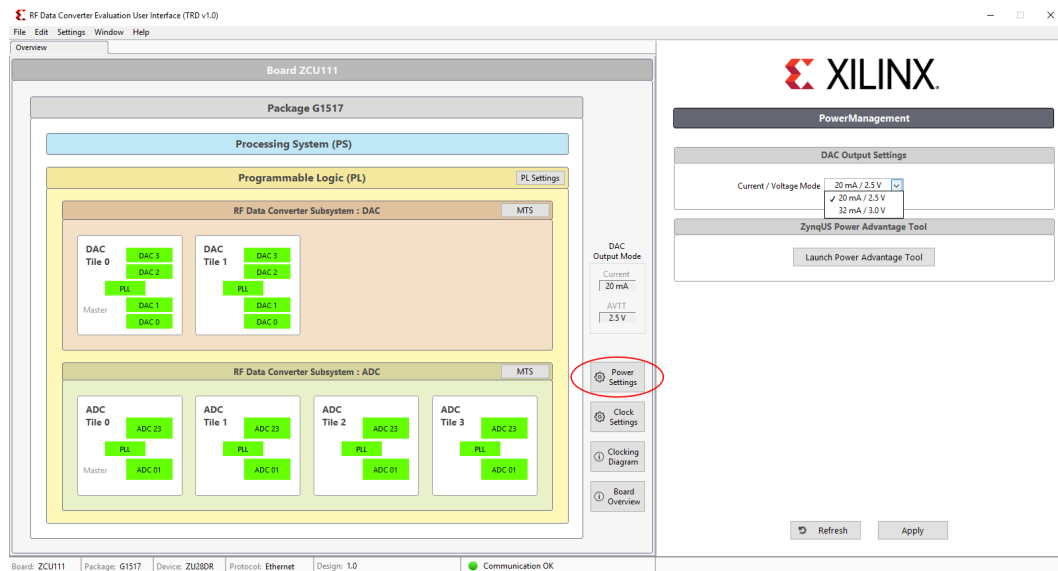 RF Data Converter Evaluation User Interface (TRD v1.0)
File Edit Settings Window Help
Overview
Board ZCU111
Package G1517
Processing System (PS)
Programmable Logic (PL)
PL Settings
RF Data Converter Subsystem : DAC
MTS
DAC
Tile 0
DAC 3
DAC 2
PLL
Master
DAC 1
DAC 0
DAC
Tile 1
DAC 3
DAC 2
PLL
DAC 1
DAC 0
RF Data Converter Subsystem : ADC
MTS
ADC
Tile 0
ADC 23
PLL
Master
ADC 01
ADC
Tile 1
ADC 23
PLL
ADC 01
ADC
Tile 2
ADC 23
PLL
ADC 01
ADC
Tile 3
ADC 23
PLL
ADC 01
DAC
Output Mode
Current
20 mA
AVTT
2.5 V
Power
Settings
Clock
Settings
Clocking
Diagram
Board
Overview
XILINX.
PowerManagement
DAC Output Settings
Current / Voltage Mode 20 mA / 2.5 V
✓ 20 mA / 2.5 V
32 mA / 3.0 V
ZynqUS Power Advantage Tool
Launch Power Advantage Tool
Refresh
Apply
Board: ZCU111 Package: G1517 Device: ZU28DR Protocol: Ethernet Design: 1.0 Communication OK